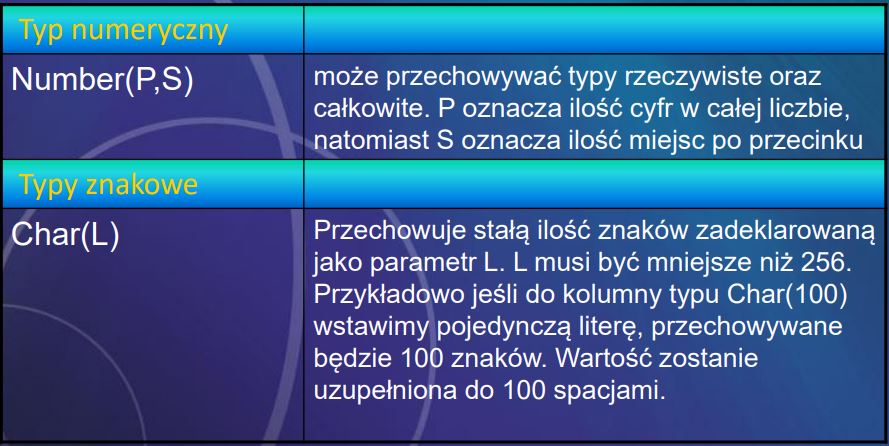 Typ numeryczny
Number(P,S)
może przechowywać typy rzeczywiste oraz
całkowite. P oznacza ilość cyfr w całej liczbie,
natomiast S oznacza ilość miejsc po przecinku
Typy znakowe
Char(L)
Przechowuje stałą ilość znaków zadeklarowaną
jako parametr L. L musi być mniejsze niż 256.
Przykładowo jeśli do kolumny typu Char(100)
wstawimy pojedynczą literę, przechowywane
będzie 100 znaków. Wartość zostanie
uzupełniona do 100 spacjami.